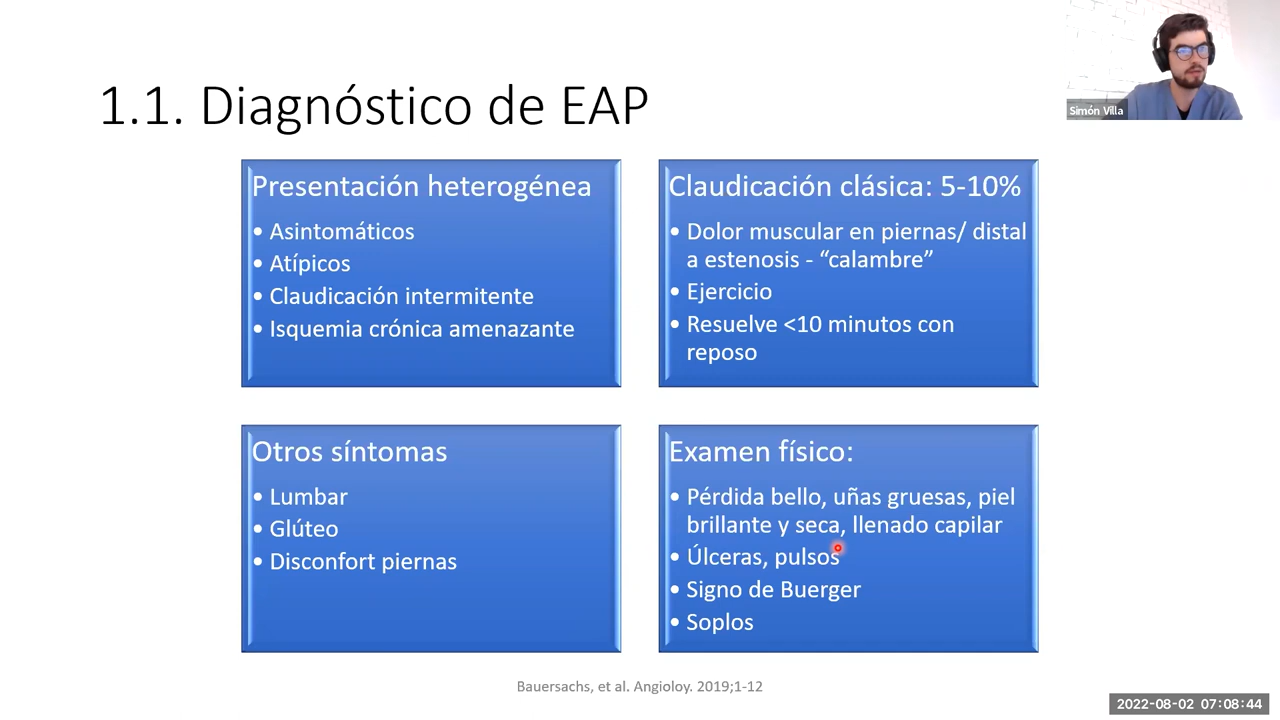 1.1. Diagnóstico de EAP
Simón Villa
Presentación heterogénea
• Asintomáticos
• Atípicos
• Claudicación intermitente
• Isquemia crónica amenazante
Claudicación clásica: 5-10%
• Dolor muscular en piernas/ distal
a estenosis - “calambre”
• Ejercicio
• Resuelve <10 minutos con
reposo
Otros síntomas
• Lumbar
• Glúteo
• Disconfort piernas
Examen físico:
• Pérdida bello, uñas gruesas, piel
brillante y seca, llenado capilar
• Úlceras, pulsos
• Signo de Buerger
• Soplos
Bauersachs, et al. Angioloy. 2019;1-12
2022-08-02 07:08:44